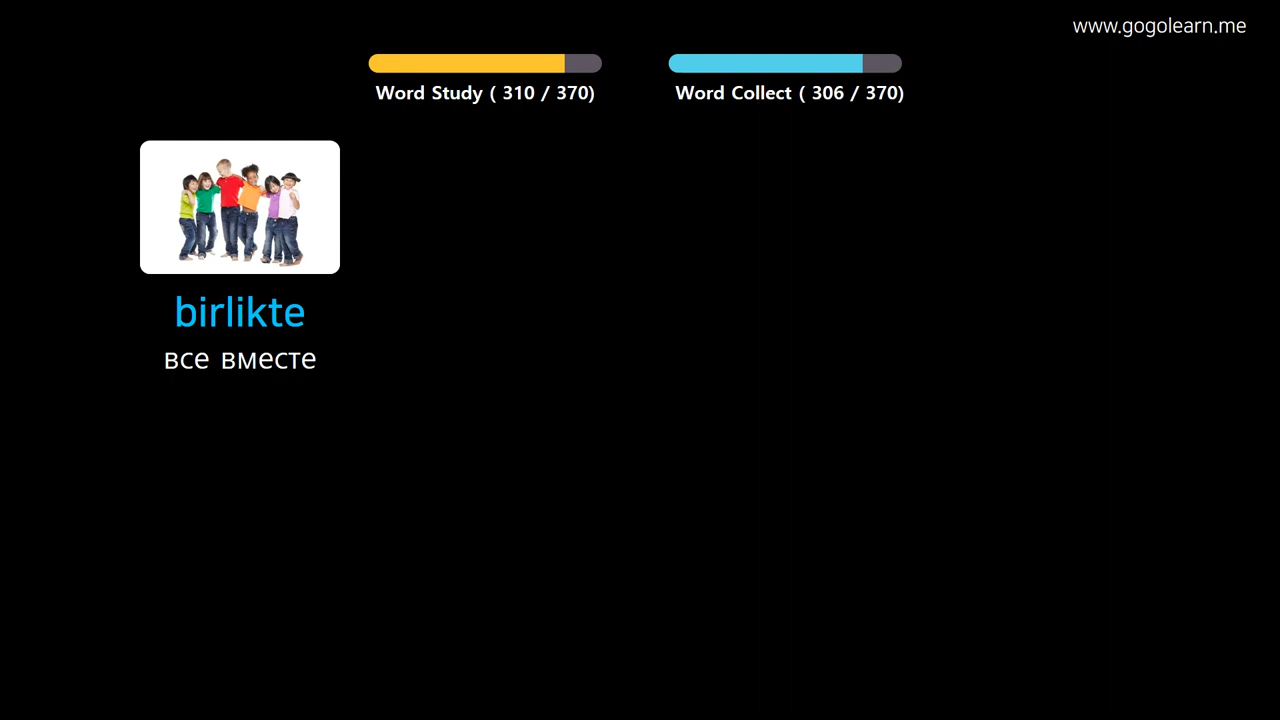 www.gogolearn.me
Word Study ( 310 / 370)
Word Collect ( 306 / 370)
birlikte
все вместе